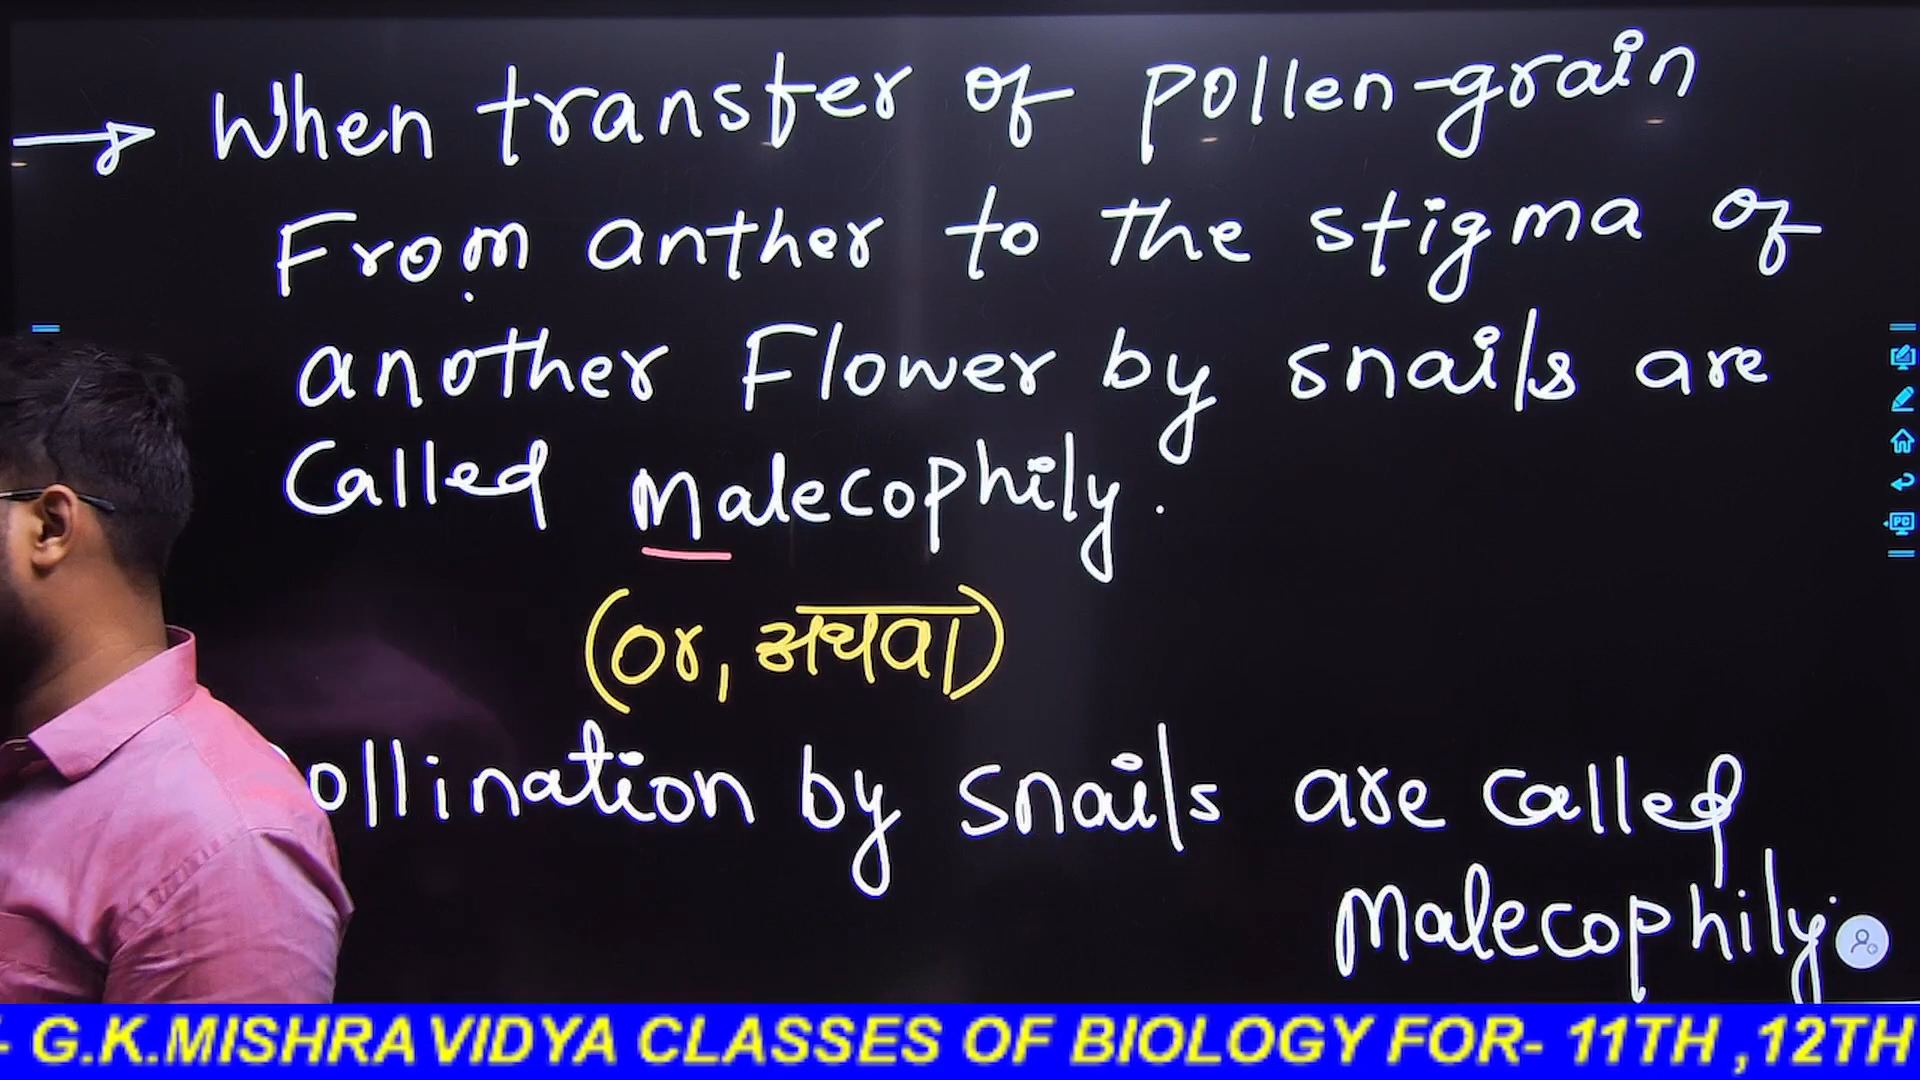 When transfer of pollen-grain
From anther to the stigma of
another Flower by snails are
Called Malecophily.
(or, अथवा)
ollination by snails are called
Malecophily.
- G.K.MISHRA VIDYA CLASSES OF BIOLOGY FOR- 11TH ,12TH
PC